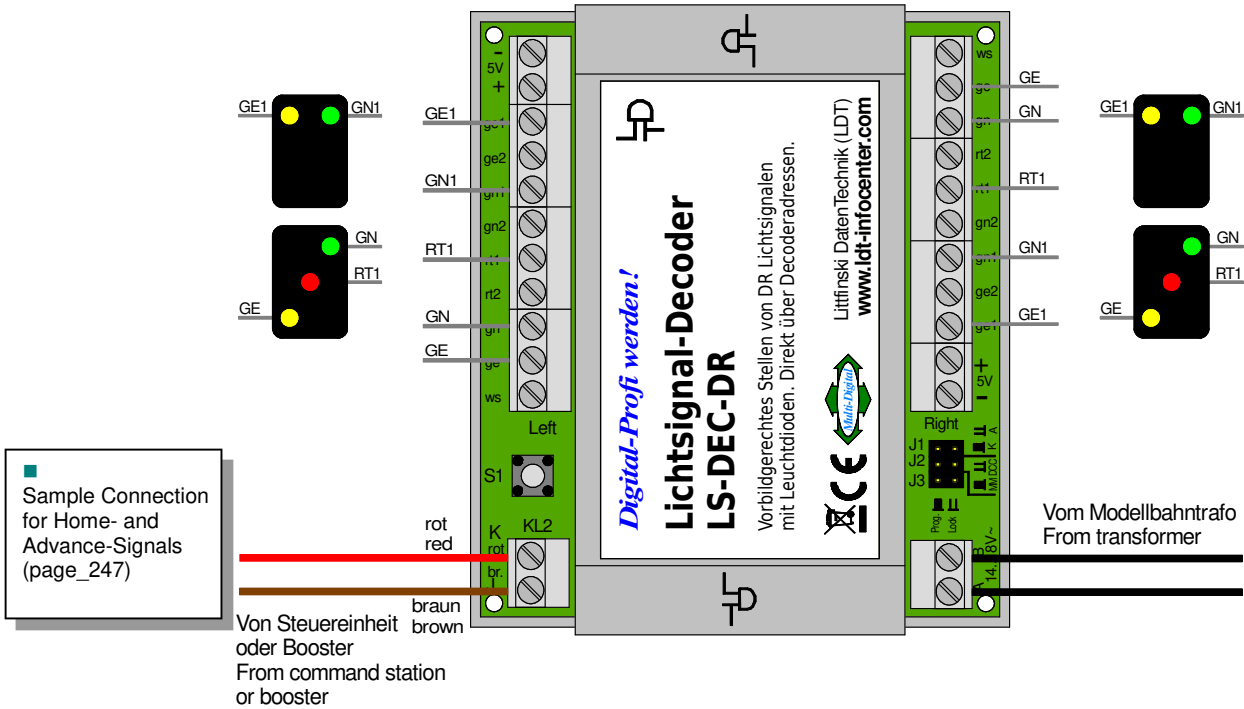 GE1
GN1
GN
RT1
GE
GE1
GN1
RT1
GN
GE
-
5V
+
ge1
ge2
gn1
gn2
rt1
rt2
gn
ge
ws
Left
S1
K
KL2
rot
br.
Digital-Profi werden!
Lichtsignal-Decoder
LS-DEC-DR
Vorbildgerechtes Stellen von DR Lichtsignalen
mit Leuchtdioden. Direkt über Decoderadressen.
Multi-Digital
CE
Littfinski DatenTechnik (LDT)
www.ldt-infocenter.com
ws
ge
gn
rt2
rt1
gn2
gn1
ge2
ge1
+
5V
-
Right
J1
J2
J3
A
K
DCC
MM
Prog.
Lock
B
A
GE
GN
RT1
GN1
GE1
GE1
GN1
GN
RT1
GE
Sample Connection
for Home- and
Advance-Signals
(page_247)
rot
red
braun
brown
Von Steuereinheit
oder Booster
From command station
or booster
Vom Modellbahntrafo
From transformer